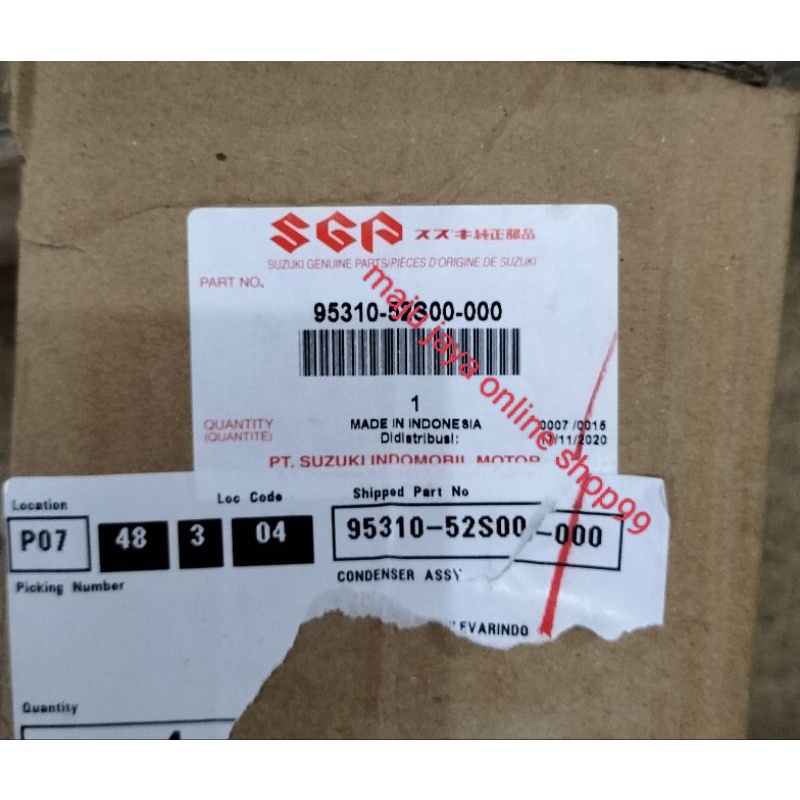 SGP スズキ純正部品
SUZUKI GENUINE PARTS/PIÈCES D'ORIGINE DE SUZUKI
PART NO.
95310-52S00-000
1
QUANTITY
(QUANTITÉ)
MADE IN INDONESIA
Didistribusi:
0007 /0015
17/11/2020
PT. SUZUKI INDOMOBIL MOTOR
maju jaya online shop99
Location
Loc Code
Shipped Part No
P07 48 3 04
95310-52S00 -000
Picking Number
CONDENSER ASSY
EVARINDO
Quantity